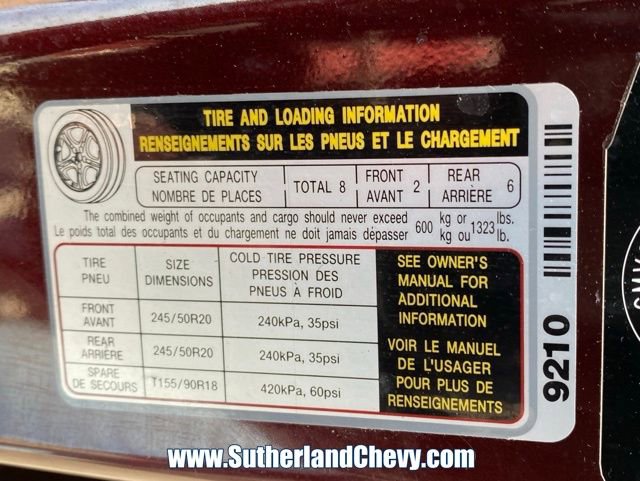 TIRE AND LOADING INFORMATION
RENSEIGNEMENTS SUR LES PNEUS ET LE CHARGEMENT
SEATING CAPACITY
NOMBRE DE PLACES
TOTAL 8
FRONT
AVANT 2
REAR
ARRIÈRE 6
The combined weight of occupants and cargo should never exceed 600 kg or 1323 lbs.
Le poids total des occupants et du chargement ne doit jamais dépasser kg ou lb.
TIRE
PNEU
SIZE
DIMENSIONS
COLD TIRE PRESSURE
PRESSION DES
PNEUS À FROID
FRONT
AVANT
245/50R20
240kPa, 35psi
REAR
ARRIÈRE
245/50R20
240kPa, 35psi
SPARE
DE SECOURS
T155/90R18
420kPa, 60psi
SEE OWNER'S
MANUAL FOR
ADDITIONAL
INFORMATION
VOIR LE MANUEL
DE L'USAGER
POUR PLUS DE
RENSEIGNEMENTS
9210
www.SutherlandChevy.com